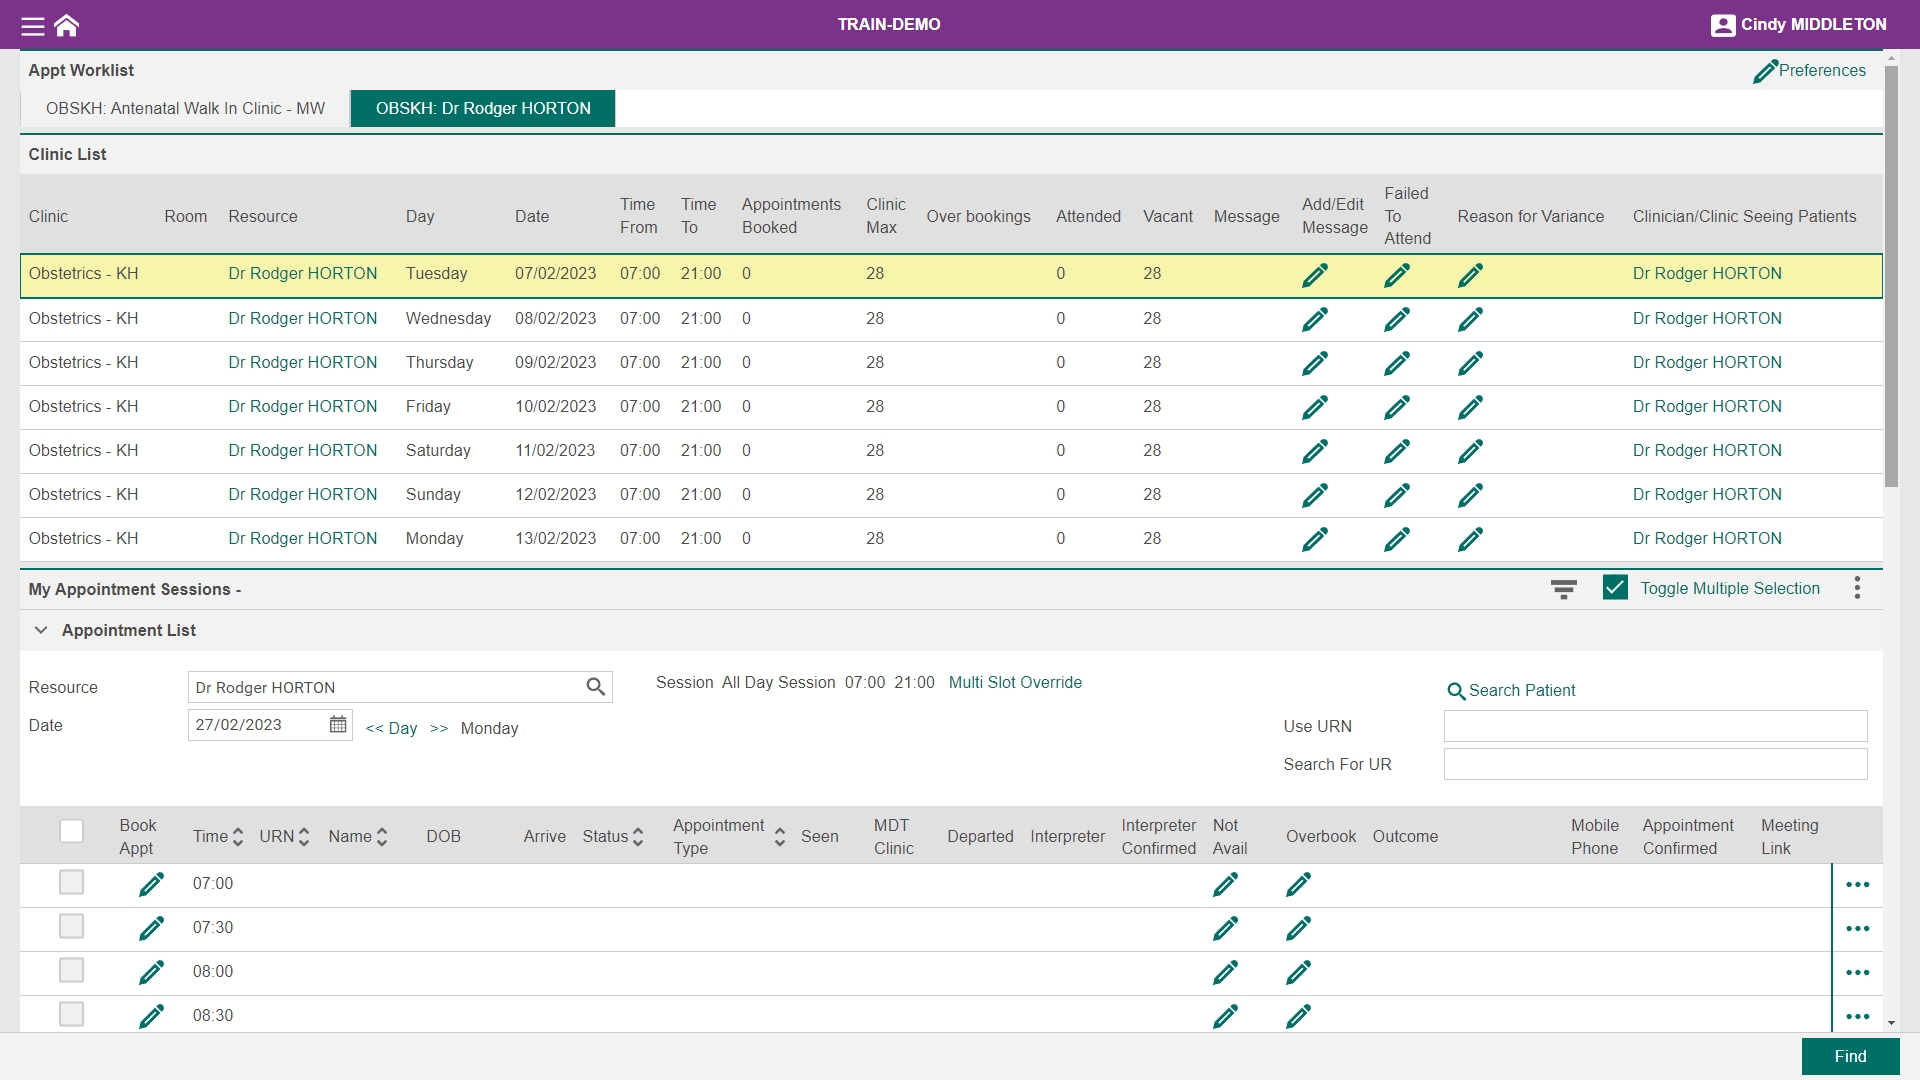 TRAIN-DEMO
Cindy MIDDLETON
Appt Worklist
Preferences
OBSKH: Antenatal Walk In Clinic - MW
OBSKH: Dr Rodger HORTON
Clinic List
Clinic Room Resource Day Date Time From Time To Appointments Booked Clinic Max Over bookings Attended Vacant Message Add/Edit Message Failed To Attend Reason for Variance Clinician/Clinic Seeing Patients
Obstetrics - KH Dr Rodger HORTON Tuesday 07/02/2023 07:00 21:00 0 28 0 28 Dr Rodger HORTON
Obstetrics - KH Dr Rodger HORTON Wednesday 08/02/2023 07:00 21:00 0 28 0 28 Dr Rodger HORTON
Obstetrics - KH Dr Rodger HORTON Thursday 09/02/2023 07:00 21:00 0 28 0 28 Dr Rodger HORTON
Obstetrics - KH Dr Rodger HORTON Friday 10/02/2023 07:00 21:00 0 28 0 28 Dr Rodger HORTON
Obstetrics - KH Dr Rodger HORTON Saturday 11/02/2023 07:00 21:00 0 28 0 28 Dr Rodger HORTON
Obstetrics - KH Dr Rodger HORTON Sunday 12/02/2023 07:00 21:00 0 28 0 28 Dr Rodger HORTON
Obstetrics - KH Dr Rodger HORTON Monday 13/02/2023 07:00 21:00 0 28 0 28 Dr Rodger HORTON
My Appointment Sessions -
Toggle Multiple Selection
Appointment List
Resource Dr Rodger HORTON Session All Day Session 07:00 21:00 Multi Slot Override
Search Patient
Date 27/02/2023 << Day >> Monday
Use URN
Search For UR
Book Appt Time URN Name DOB Arrive Status Appointment Type Seen MDT Clinic Departed Interpreter Interpreter Confirmed Not Avail Overbook Outcome Mobile Phone Appointment Confirmed Meeting Link
07:00
07:30
08:00
08:30
Find